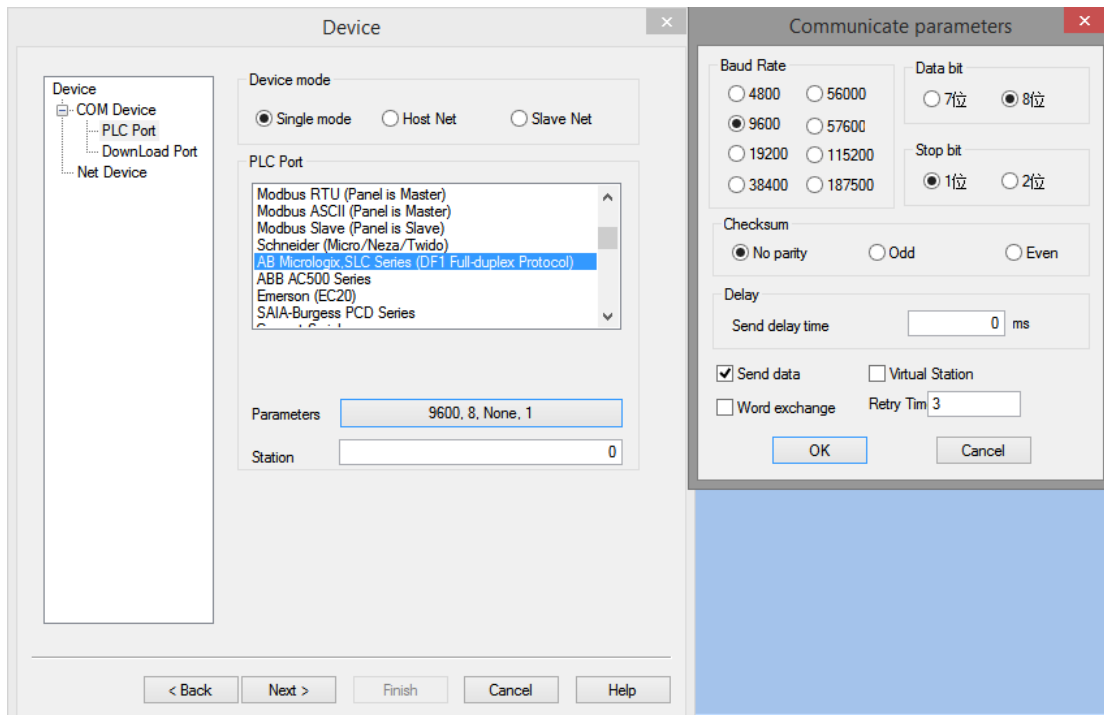 Device
Device
COM Device
PLC Port
DownLoad Port
Net Device
Device mode
Single mode
Host Net
Slave Net
PLC Port
Modbus RTU (Panel is Master)
Modbus ASCII (Panel is Master)
Modbus Slave (Panel is Slave)
Schneider (Micro/Neza/Twido)
AB Micrologix,SLC Series (DF1 Full-duplex Protocol)
ABB AC500 Series
Emerson (EC20)
SAIA-Burgess PCD Series
Parameters
9600, 8, None, 1
Station
0
< Back
Next >
Finish
Cancel
Help
Communicate parameters
Baud Rate
4800
56000
9600
57600
19200
115200
38400
187500
Data bit
7位
8位
Stop bit
1位
2位
Checksum
No parity
Odd
Even
Delay
Send delay time
0 ms
Send data
Virtual Station
Word exchange
Retry Tim 3
OK
Cancel